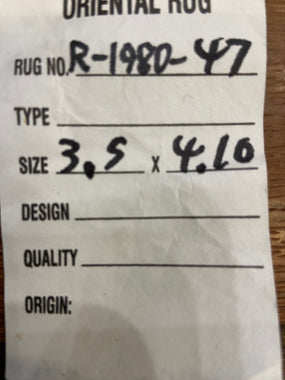 ORIENTAL RUG
RUG NO. R-1980-47
TYPE
SIZE 3.5 X 4.10
DESIGN
QUALITY
ORIGIN: